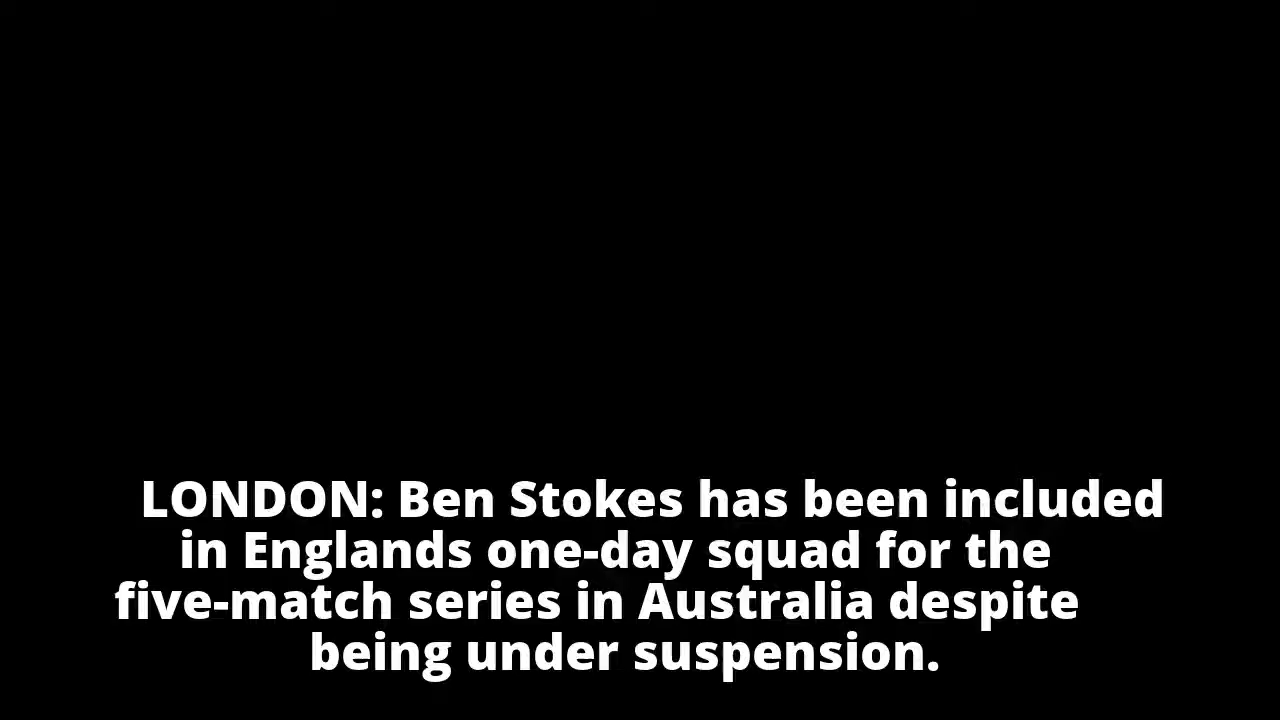 LONDON: Ben Stokes has been included
in Englands one-day squad for the
five-match series in Australia despite
being under suspension.